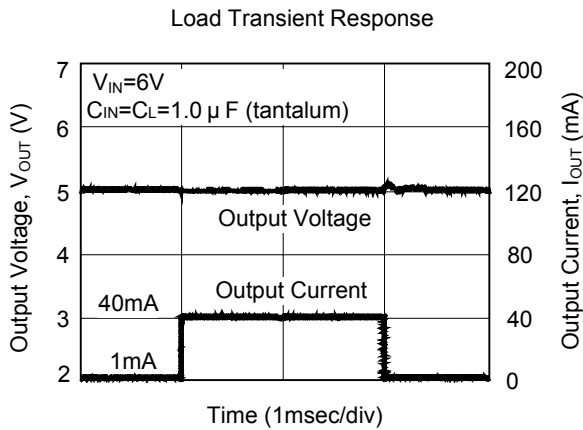 Load Transient Response
7
6
5
4
3
2
200
160
120
80
40
0
Output Voltage, VOUT (V)
Output Current, IOUT (mA)
VIN=6V
CIN=CL=1.0 μ F (tantalum)
Output Voltage
Output Current
40mA
1mA
Time (1msec/div)